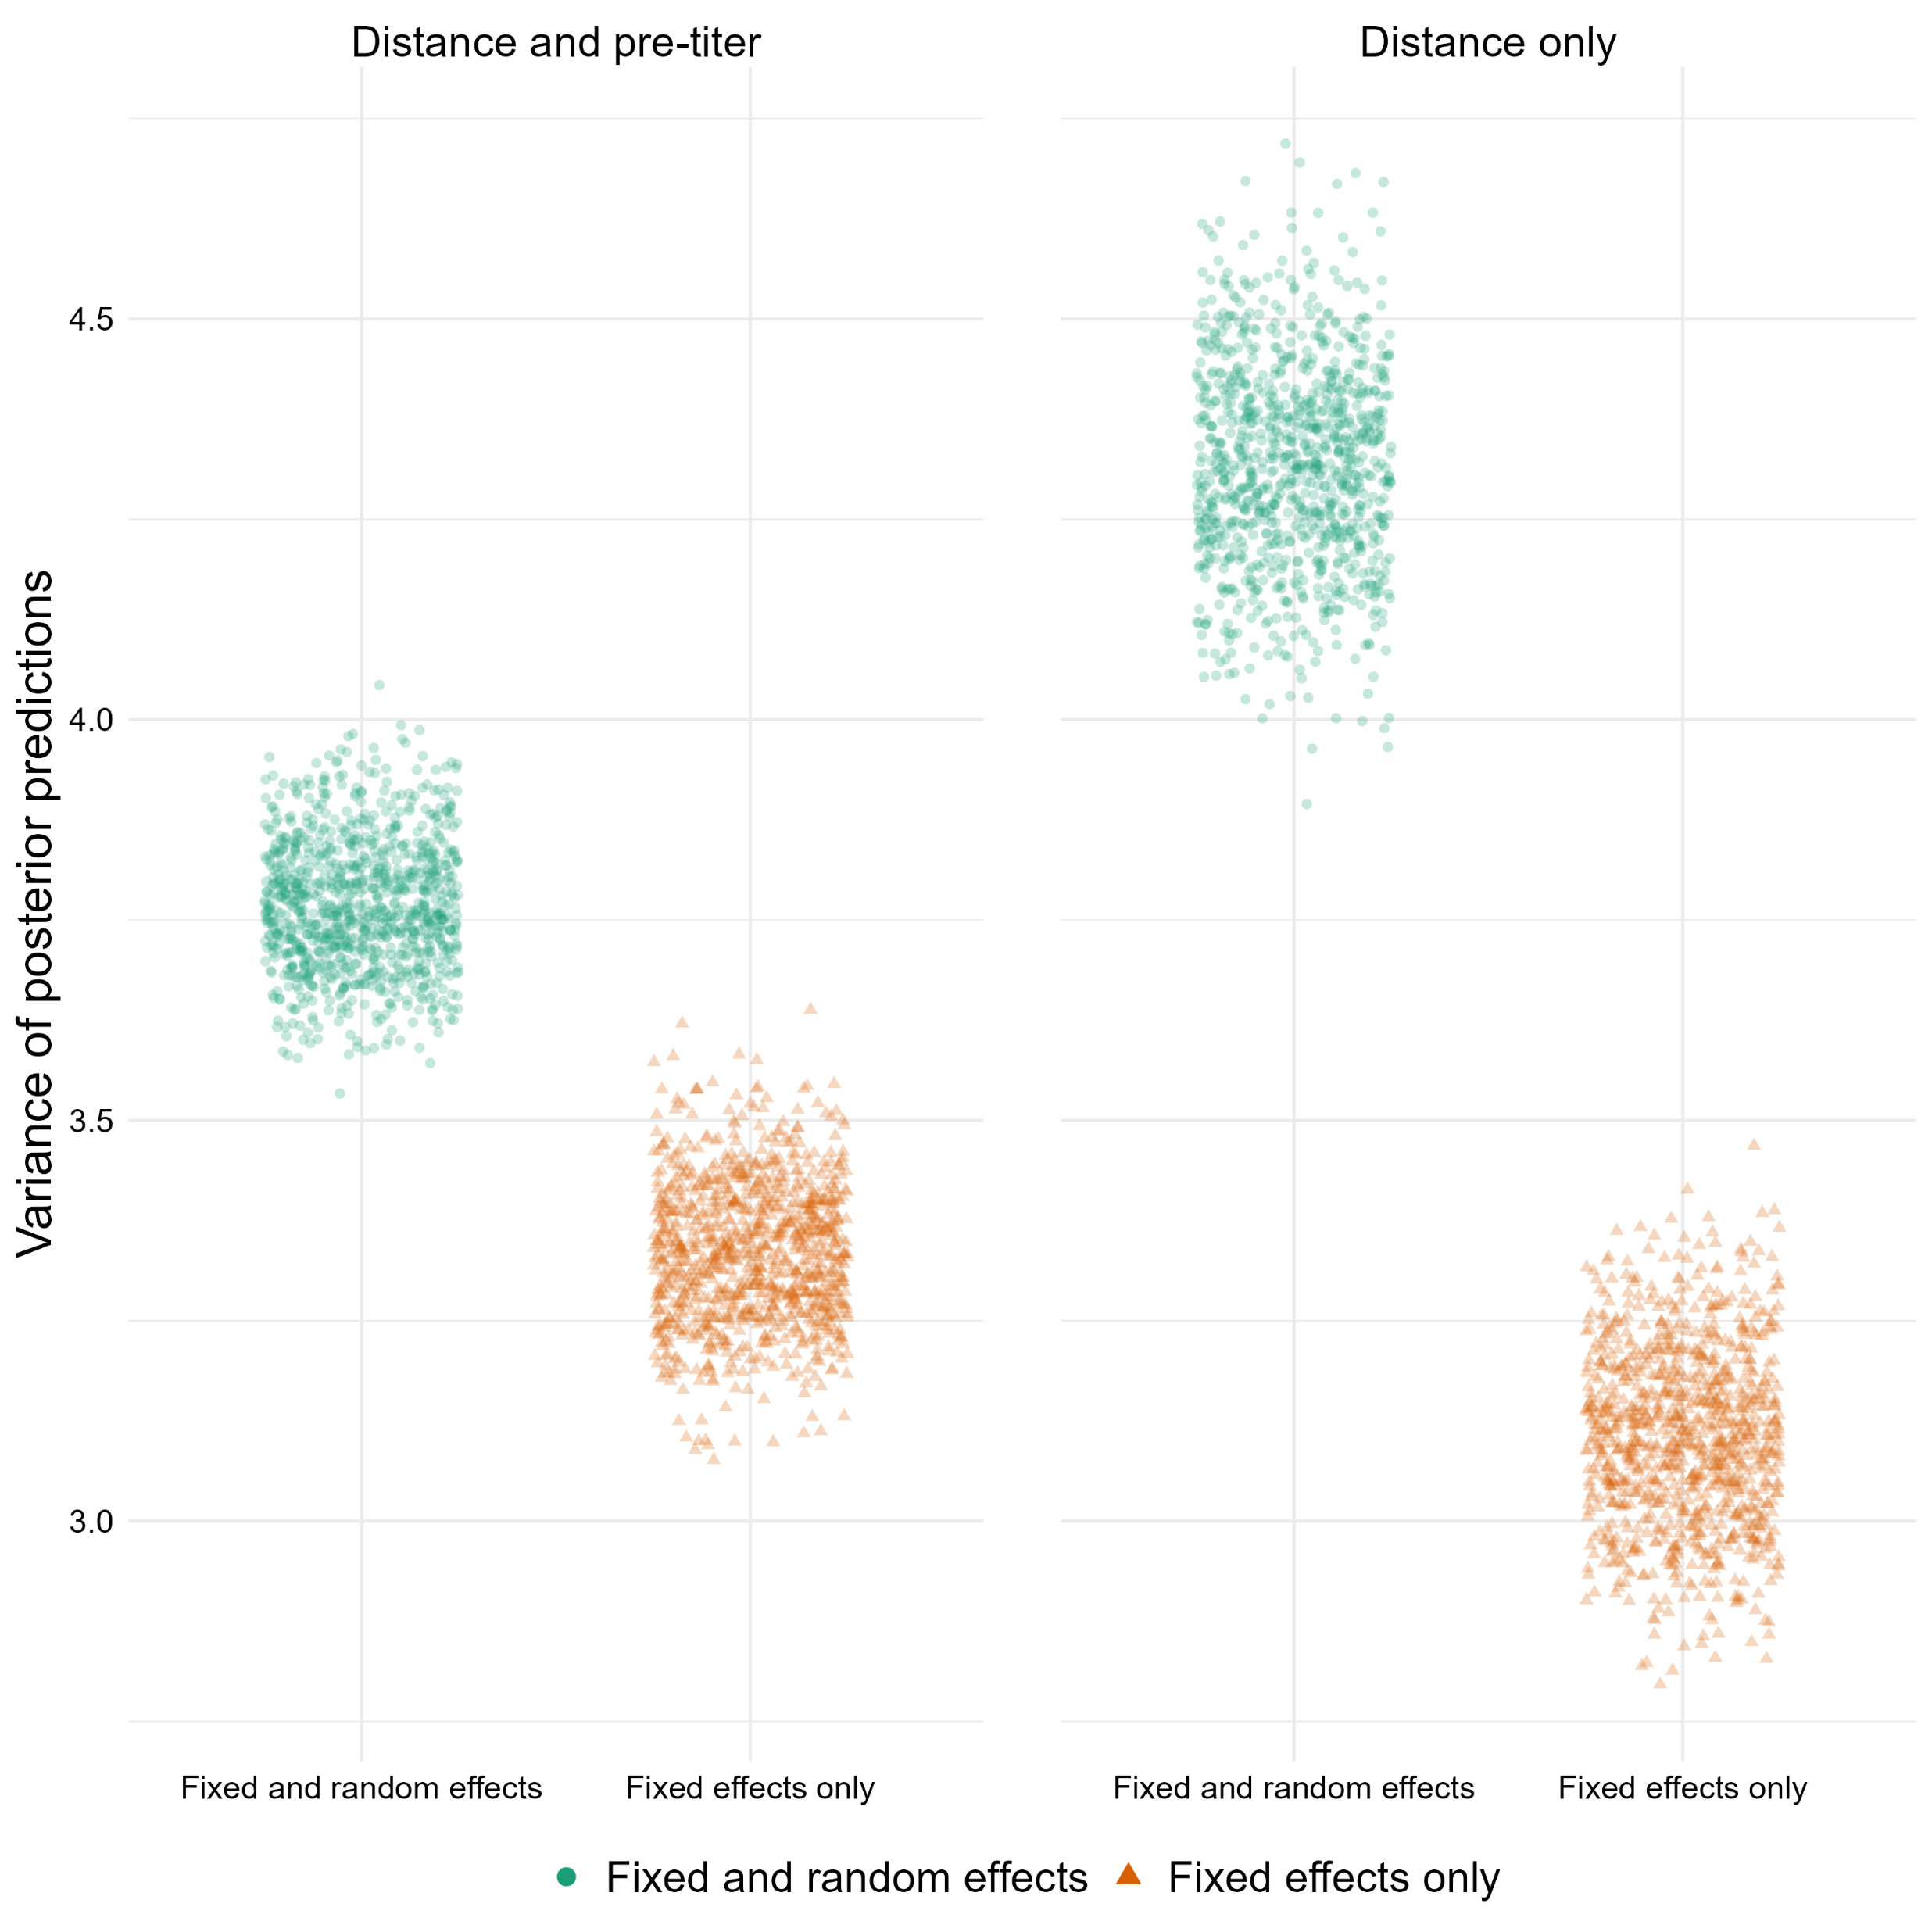 Distance and pre-titer
Distance only
Variance of posterior predictions
4.5
4.0
3.5
3.0
Fixed and random effects
Fixed effects only
Fixed and random effects
Fixed effects only
Fixed and random effects
Fixed effects only